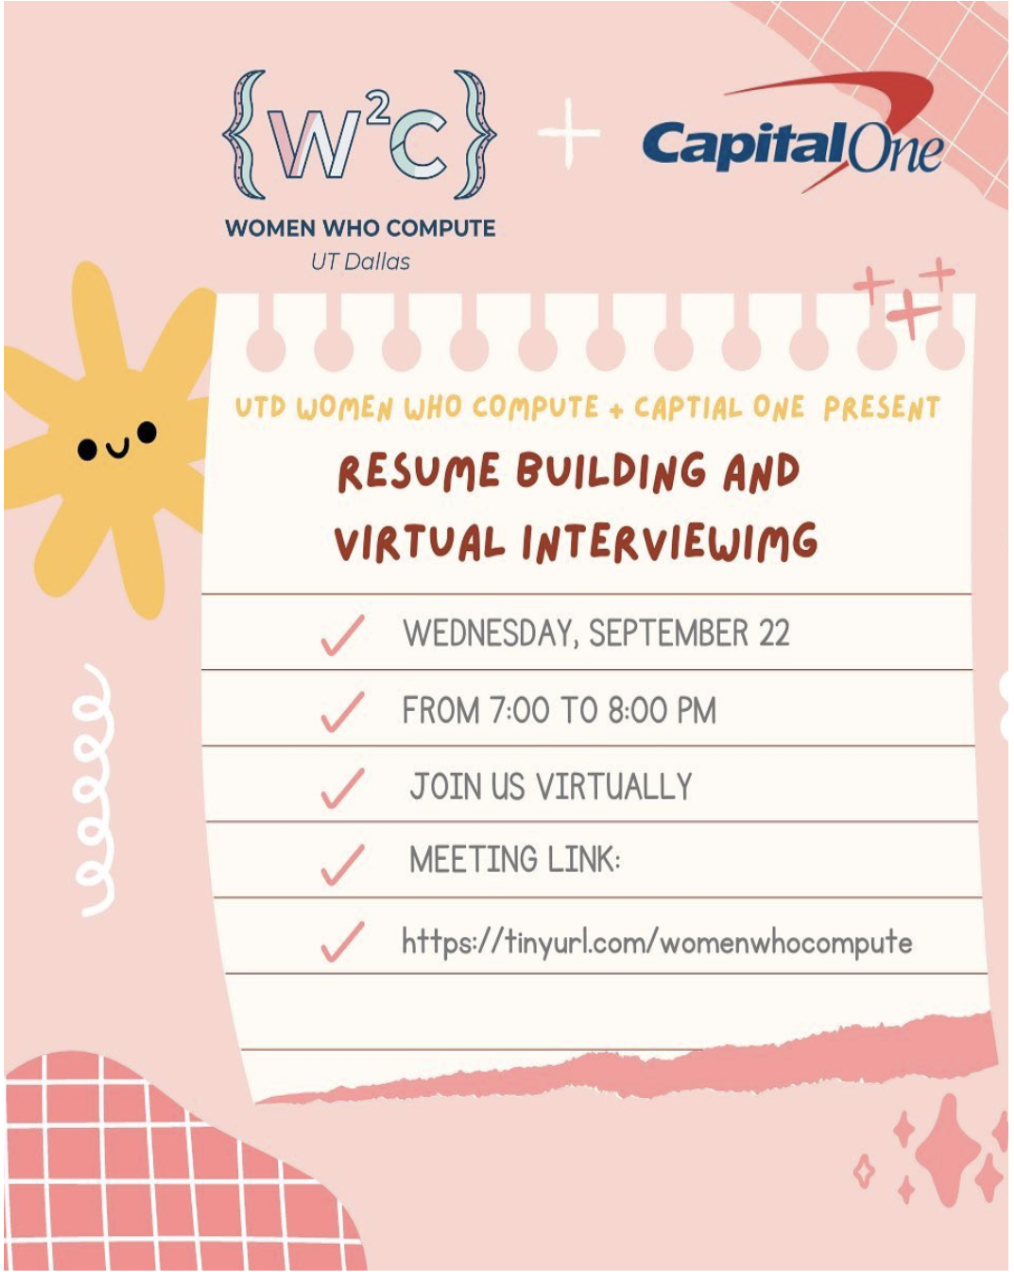 {W²C}
CapitalOne
WOMEN WHO COMPUTE
UT Dallas
UTD WOMEN WHO COMPUTE + CAPTIAL ONE PRESENT
RESUME BUILDING AND
VIRTUAL INTERVIEWIMG
WEDNESDAY, SEPTEMBER 22
FROM 7:00 TO 8:00 PM
JOIN US VIRTUALLY
MEETING LINK:
https://tinyurl.com/womenwhocompute